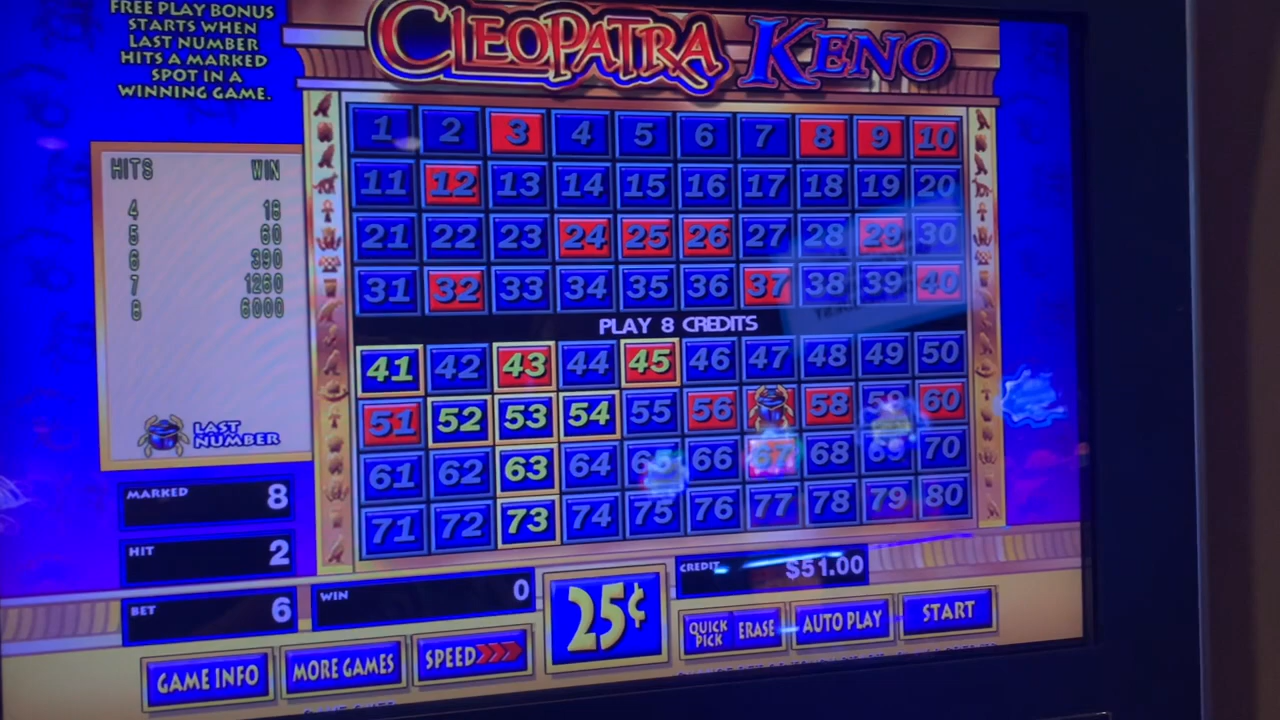 FREE PLAY BONUS
STARTS WHEN
LAST NUMBER
HITS A MARKED
SPOT IN A
WINNING GAME.
CLEOPATRA KENO
HITS WIN
4 18
5 60
6 390
7 1260
8 6000
LAST
NUMBER
1 2 3 4 5 6 7 8 9 10
11 12 13 14 15 16 17 18 19 20
21 22 23 24 25 26 27 28 29 30
31 32 33 34 35 36 37 38 39 40
PLAY 8 CREDITS
41 42 43 44 45 46 47 48 49 50
51 52 53 54 55 56 58 59 60
61 62 63 64 65 66 67 68 69 70
71 72 73 74 75 76 77 78 79 80
MARKED 8
HIT 2
BET 6
WIN 0
25¢
CREDIT $51.00
GAME INFO
MORE GAMES
SPEED
QUICK PICK
ERASE
AUTO PLAY
START